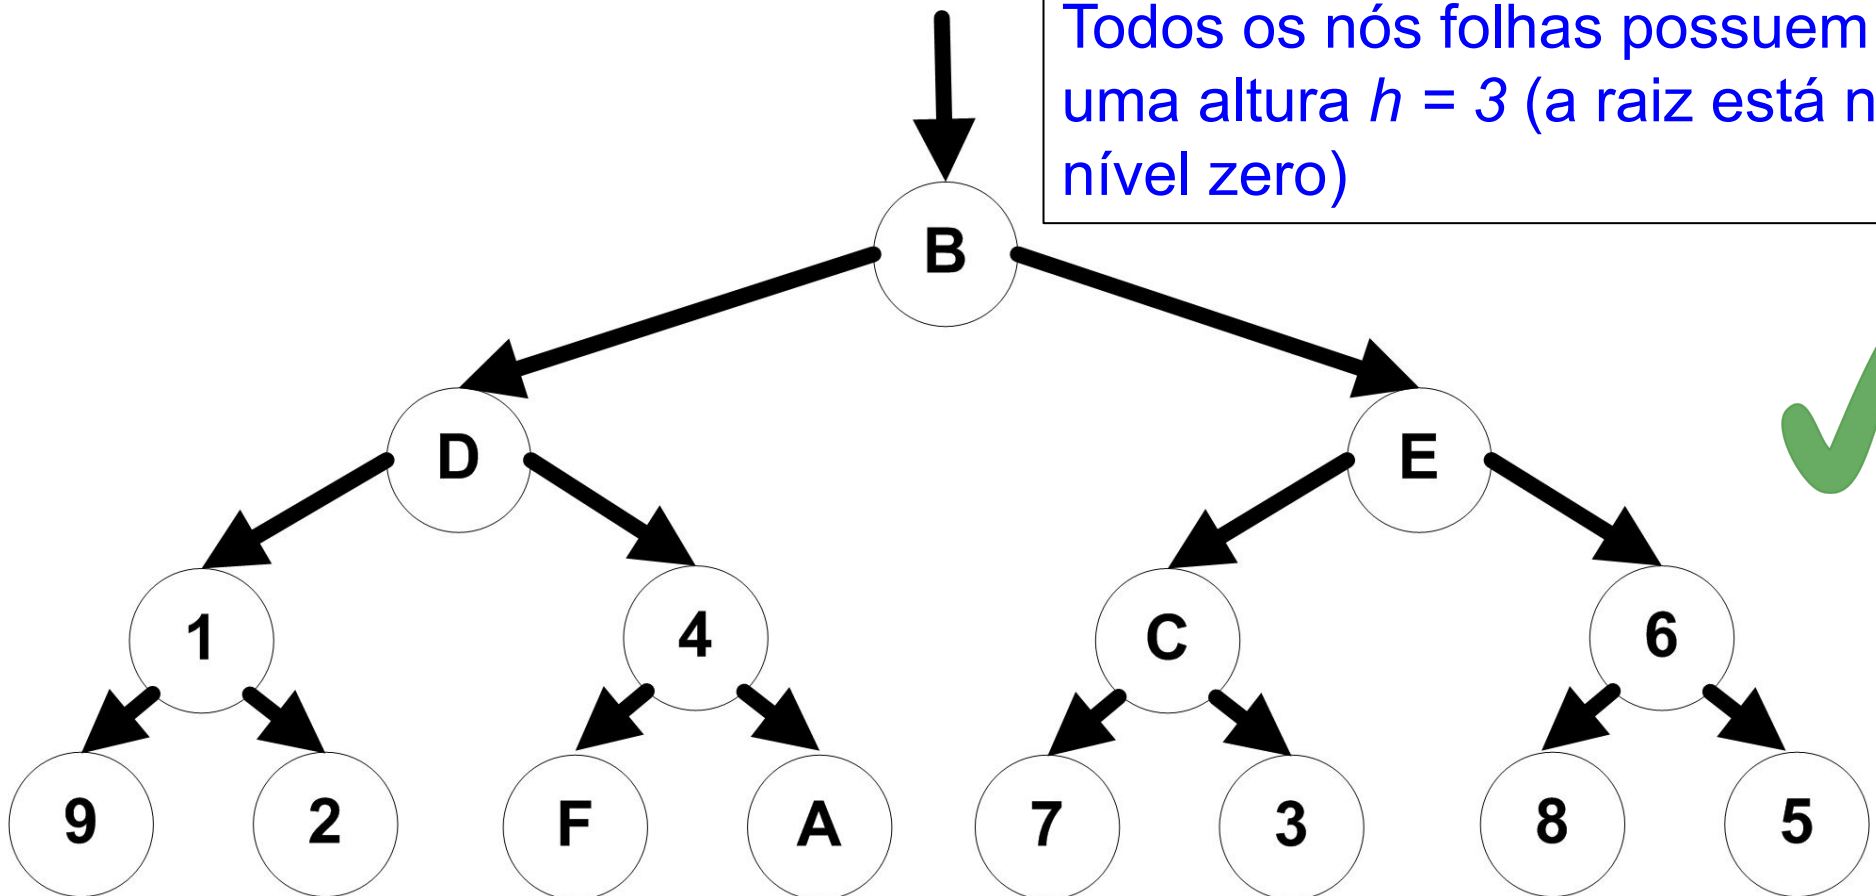 Todos os nós folhas possuem
uma altura h = 3 (a raiz está n
nível zero)
B
D E
1 4 C 6
9 2 F A 7 3 8 5